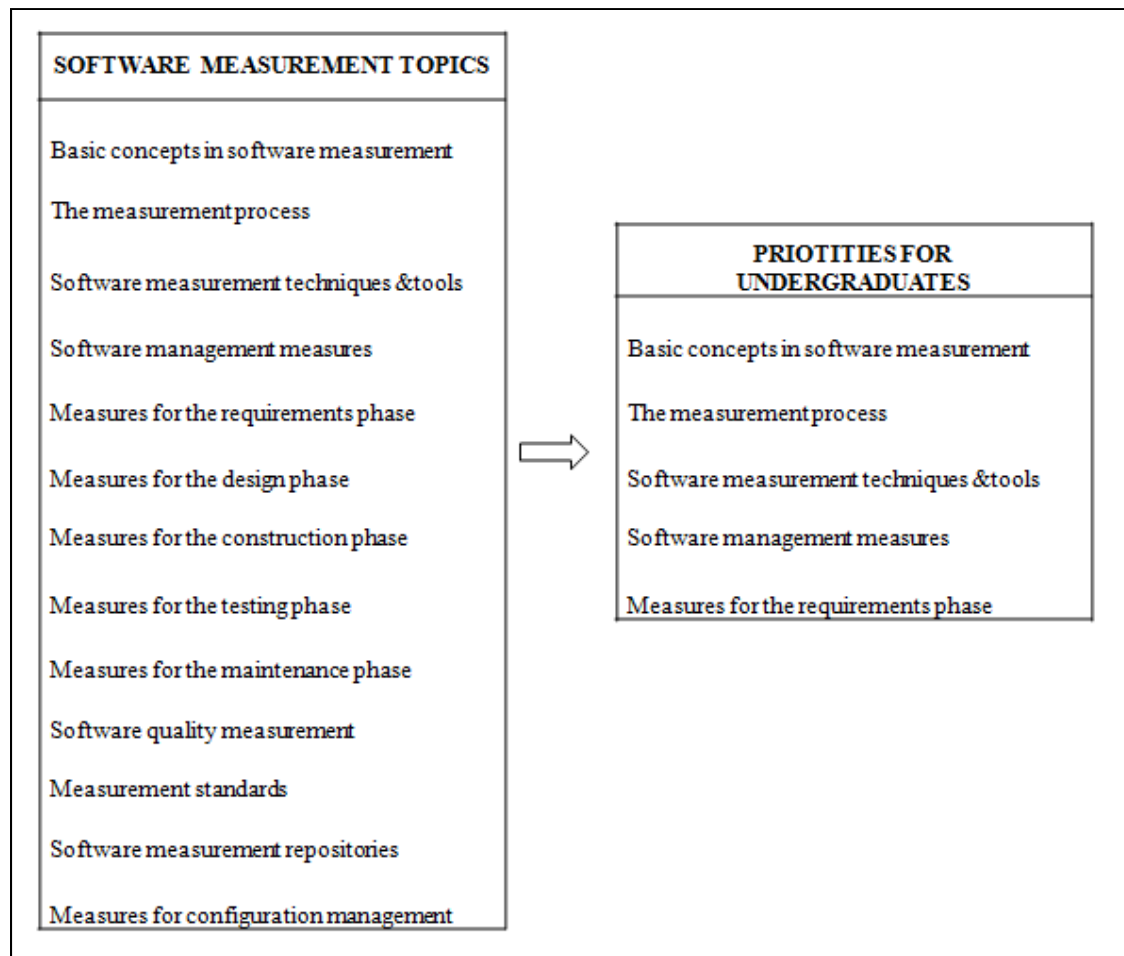 SOFTWARE MEASUREMENT TOPICS
Basic concepts in software measurement
The measurement process
Software measurement techniques & tools
Software management measures
Measures for the requirements phase
Measures for the design phase
Measures for the construction phase
Measures for the testing phase
Measures for the maintenance phase
Software quality measurement
Measurement standards
Software measurement repositories
Measures for configuration management
PRIOTITIES FOR
UNDERGRADUATES
Basic concepts in software measurement
The measurement process
Software measurement techniques & tools
Software management measures
Measures for the requirements phase